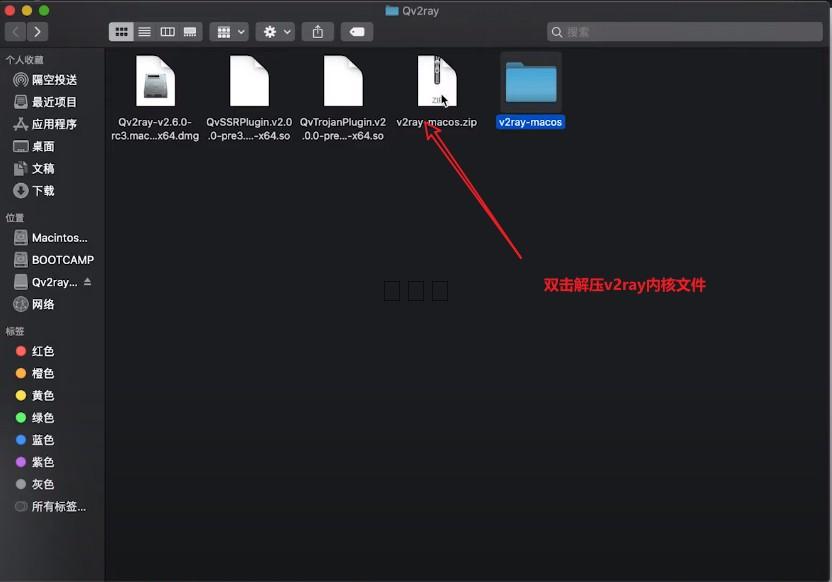 Qv2ray
搜索
个人收藏
隔空投送
最近项目
应用程序
桌面
文稿
下载
位置
Macintos...
BOOTCAMP
Qv2ray...
网络
标签
红色
橙色
黄色
绿色
蓝色
紫色
灰色
所有标签...
Qv2ray-v2.6.0-
rc3.mac...x64.dmg
QvSSRPlugin.v2.0
.0-pre3....-x64.so
QvTrojanPlugin.v2
.0.0-pre...-x64.so
ZIP
v2ray-macos.zip
v2ray-macos
双击解压v2ray内核文件